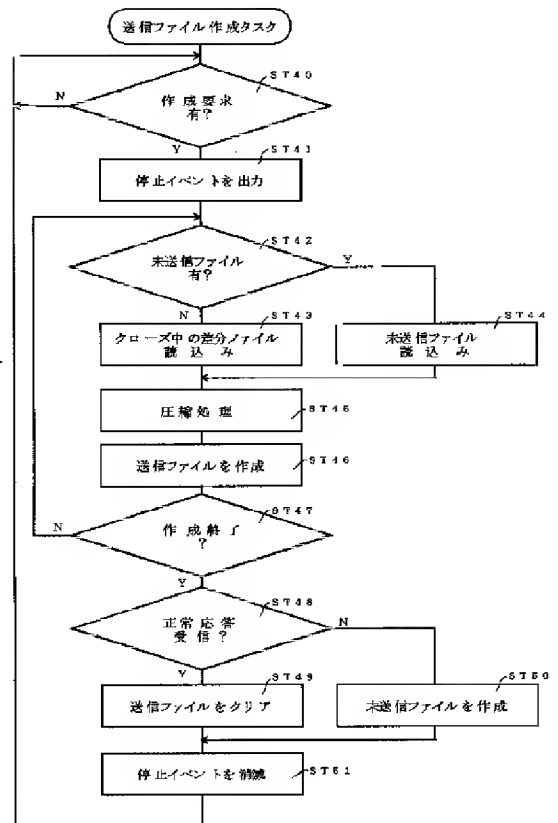 送信ファイル作成タスク
ST40
N
作成要求
有?
Y
ST41
停止イベントを出力
ST42
未送信ファイル
有?
Y
N
ST43
ST44
クローズ中の差分ファイル
読込み
未送信ファイル
読込み
圧縮処理
ST45
送信ファイルを作成
ST46
ST47
N
作成終了
?
Y
ST48
正常応答
受信?
N
Y
ST49
ST50
送信ファイルをクリア
未送信ファイルを作成
停止イベントを消滅
ST51